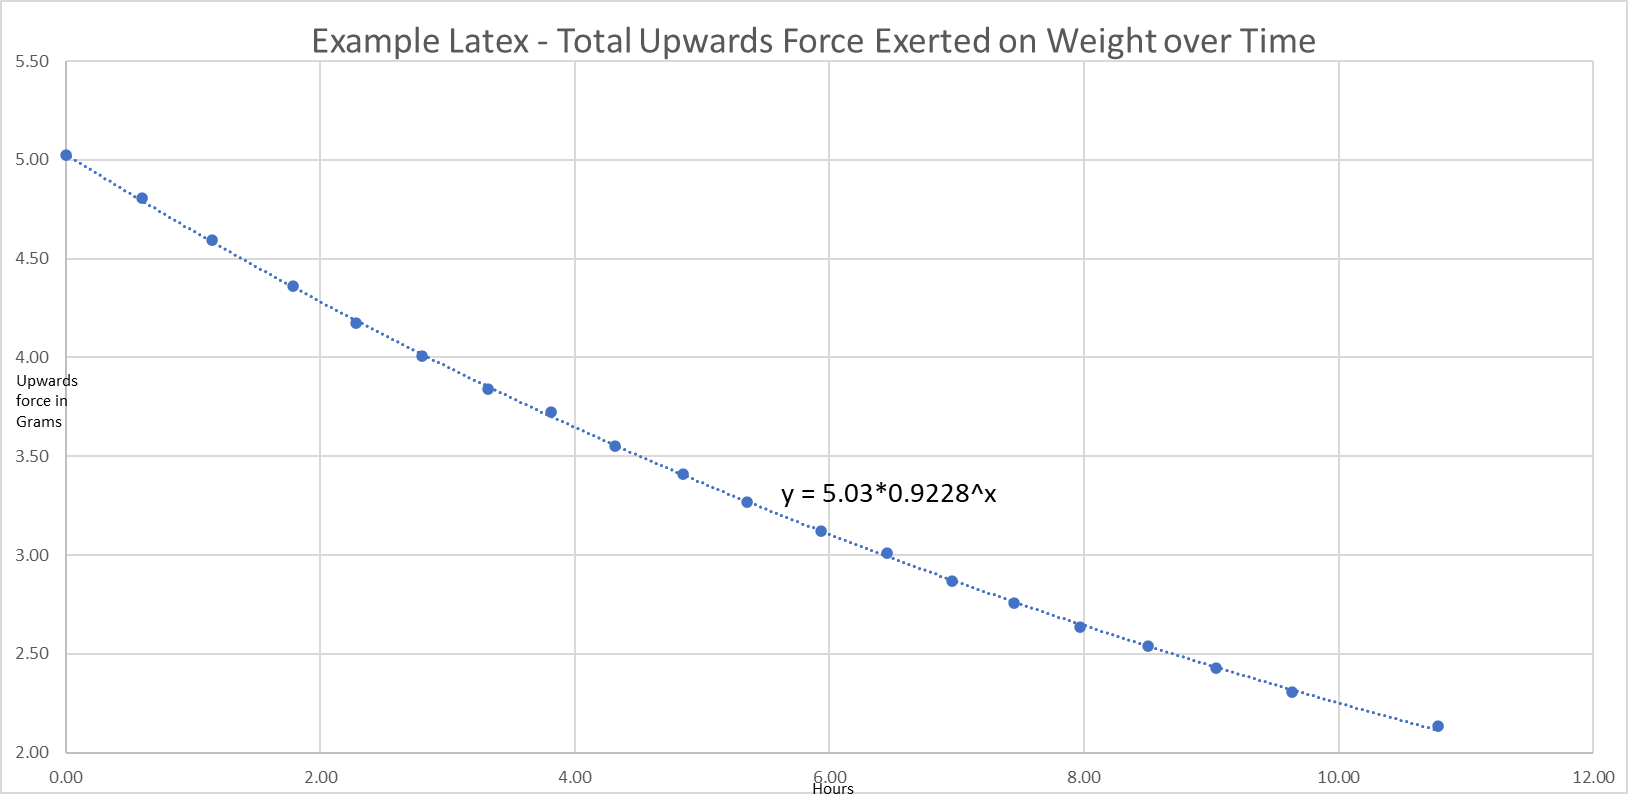 Example Latex - Total Upwards Force Exerted on Weight over Time
5.50
5.00
4.50
4.00
Upwards
force in
Grams
3.50
y = 5.03*0.9228^x
3.00
2.50
2.00
0.00 2.00 4.00 6.00 8.00 10.00 12.00
Hours